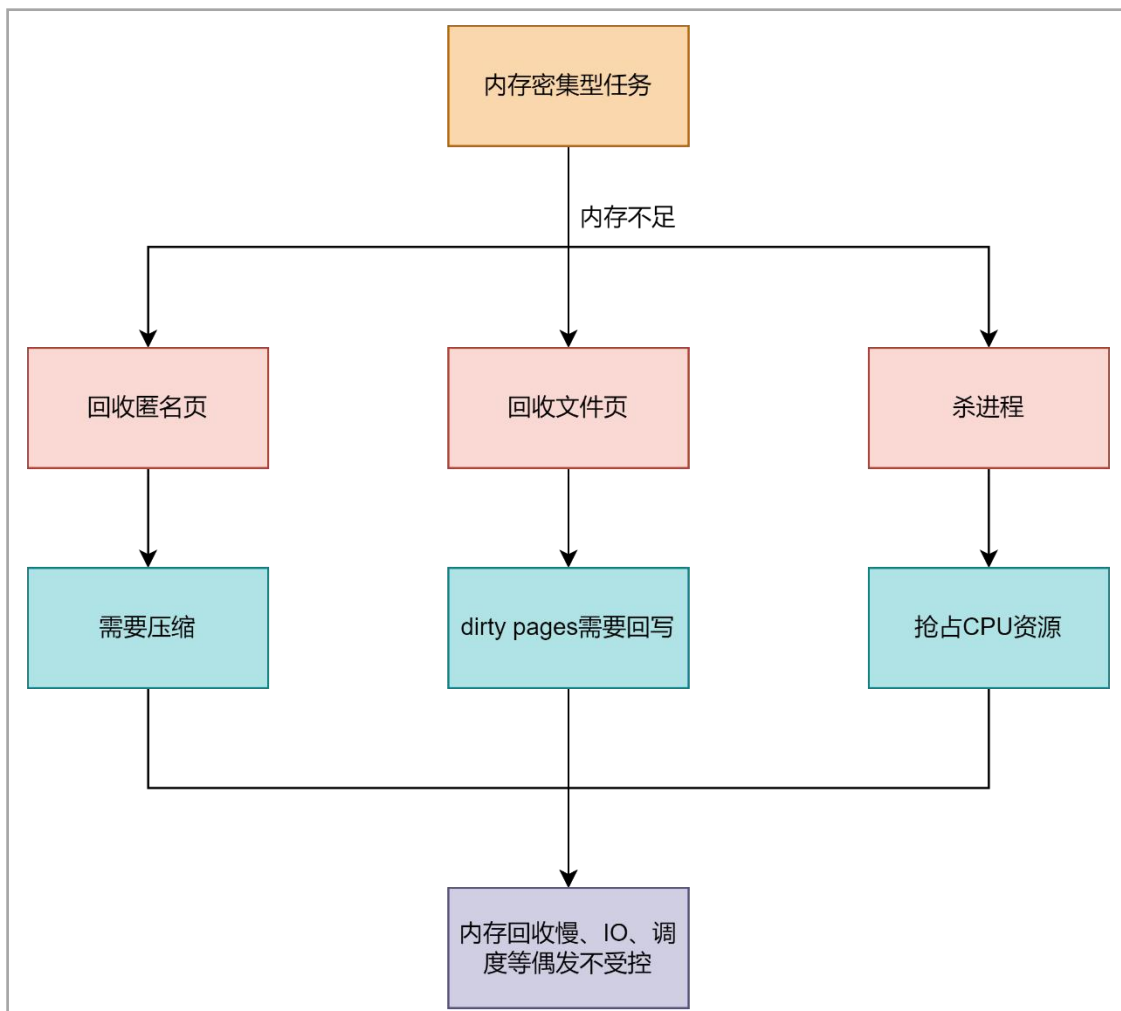 内存密集型任务
内存不足
回收匿名页
回收文件页
杀进程
需要压缩
dirty pages需要回写
抢占CPU资源
内存回收慢、IO、调
度等偶发不受控